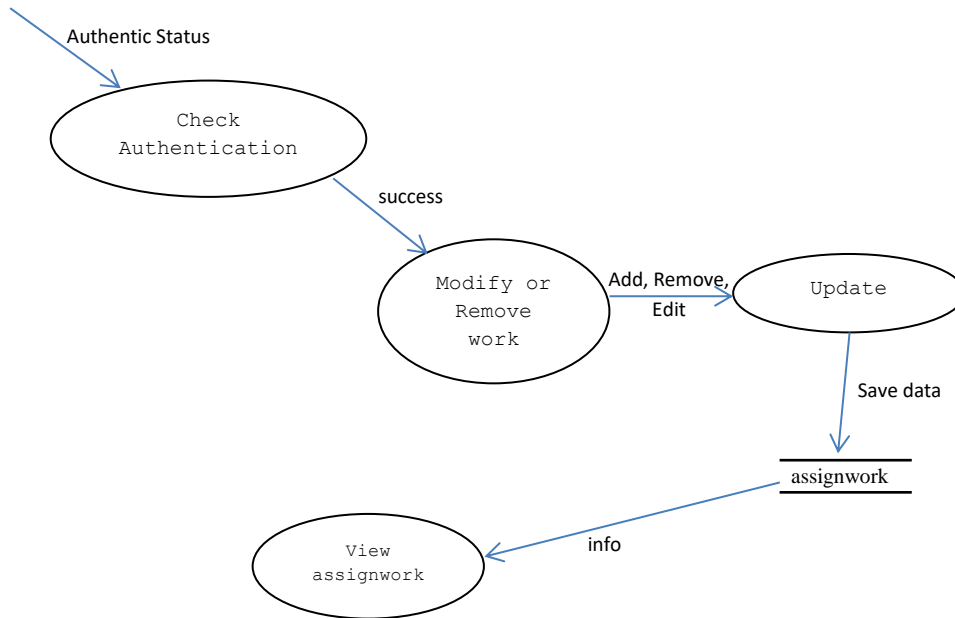 Authentic Status
Check
Authentication
success
Modify or
Remove
work
Add, Remove,
Edit
Update
Save data
assignwork
info
View
assignwork